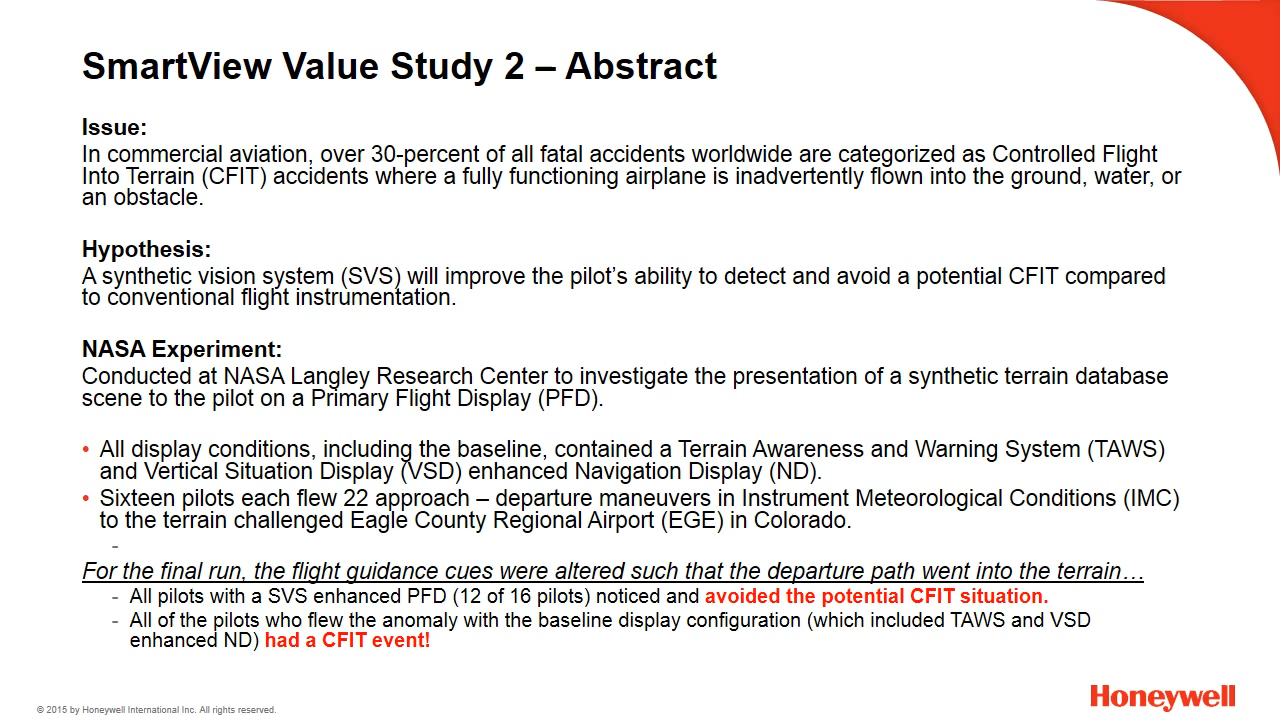 SmartView Value Study 2 – Abstract
Issue:
In commercial aviation, over 30-percent of all fatal accidents worldwide are categorized as Controlled Flight
Into Terrain (CFIT) accidents where a fully functioning airplane is inadvertently flown into the ground, water, or
an obstacle.
Hypothesis:
A synthetic vision system (SVS) will improve the pilot’s ability to detect and avoid a potential CFIT compared
to conventional flight instrumentation.
NASA Experiment:
Conducted at NASA Langley Research Center to investigate the presentation of a synthetic terrain database
scene to the pilot on a Primary Flight Display (PFD).
• All display conditions, including the baseline, contained a Terrain Awareness and Warning System (TAWS)
and Vertical Situation Display (VSD) enhanced Navigation Display (ND).
• Sixteen pilots each flew 22 approach – departure maneuvers in Instrument Meteorological Conditions (IMC)
to the terrain challenged Eagle County Regional Airport (EGE) in Colorado.
-
For the final run, the flight guidance cues were altered such that the departure path went into the terrain…
- All pilots with a SVS enhanced PFD (12 of 16 pilots) noticed and avoided the potential CFIT situation.
- All of the pilots who flew the anomaly with the baseline display configuration (which included TAWS and VSD
enhanced ND) had a CFIT event!
© 2015 by Honeywell International Inc. All rights reserved.
Honeywell